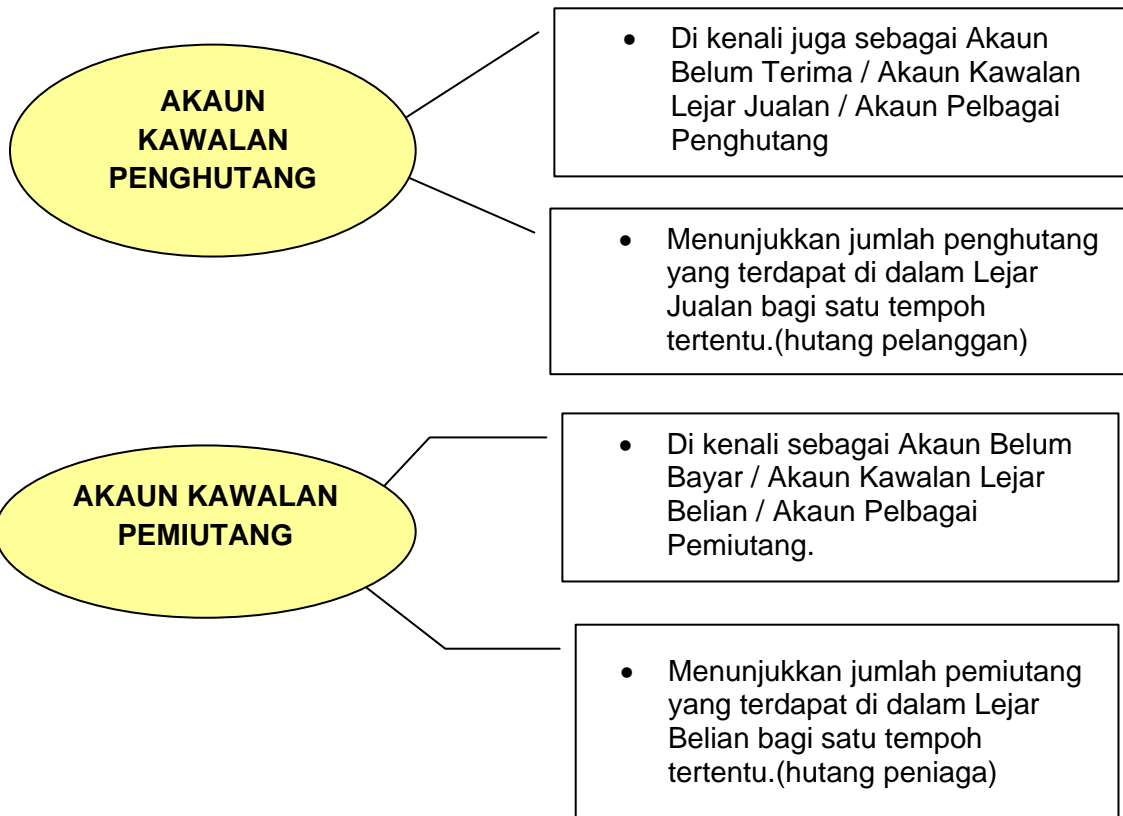 AKAUN
KAWALAN
PENGHUTANG
• Di kenali juga sebagai Akaun
Belum Terima / Akaun Kawalan
Lejar Jualan / Akaun Pelbagai
Penghutang
• Menunjukkan jumlah penghutang
yang terdapat di dalam Lejar
Jualan bagi satu tempoh
tertentu.(hutang pelanggan)
AKAUN KAWALAN
PEMIUTANG
• Di kenali sebagai Akaun Belum
Bayar / Akaun Kawalan Lejar
Belian / Akaun Pelbagai
Pemiutang.
• Menunjukkan jumlah pemiutang
yang terdapat di dalam Lejar
Belian bagi satu tempoh
tertentu.(hutang peniaga)